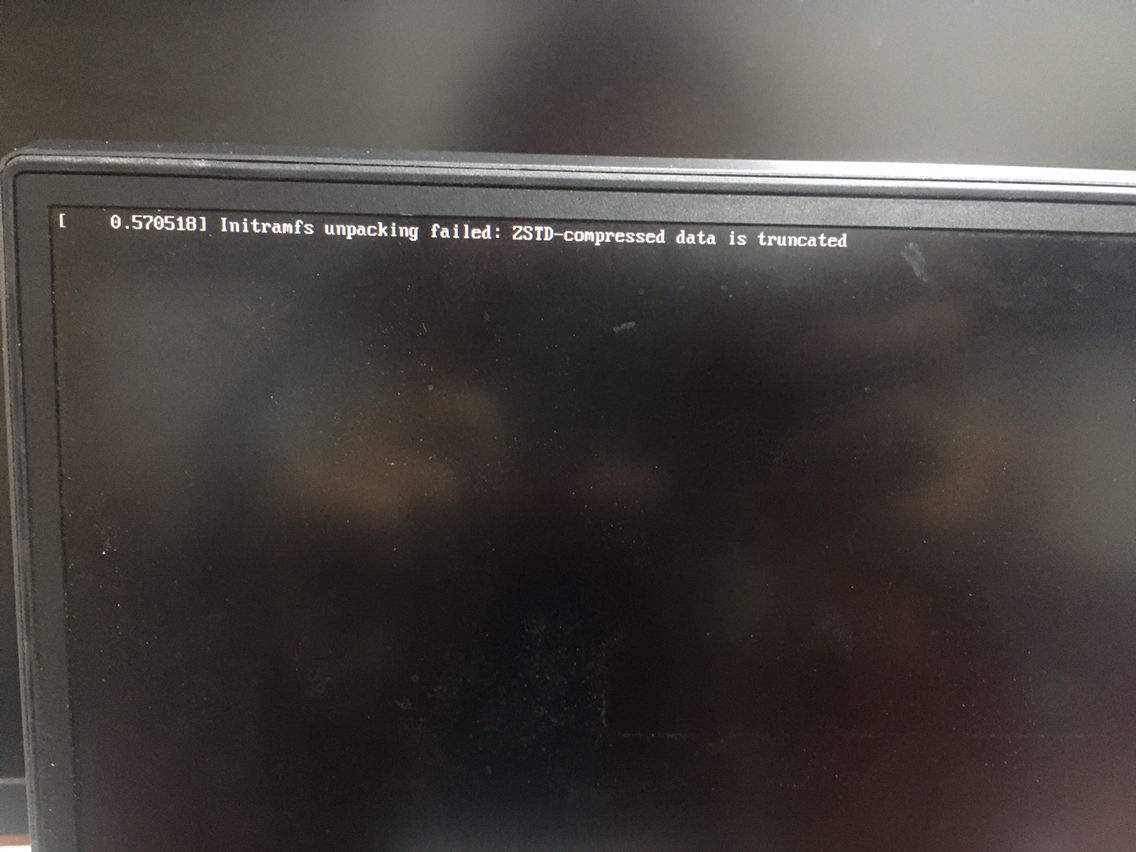 [    0.570518] Initramfs unpacking failed: ZSTD-compressed data is truncated